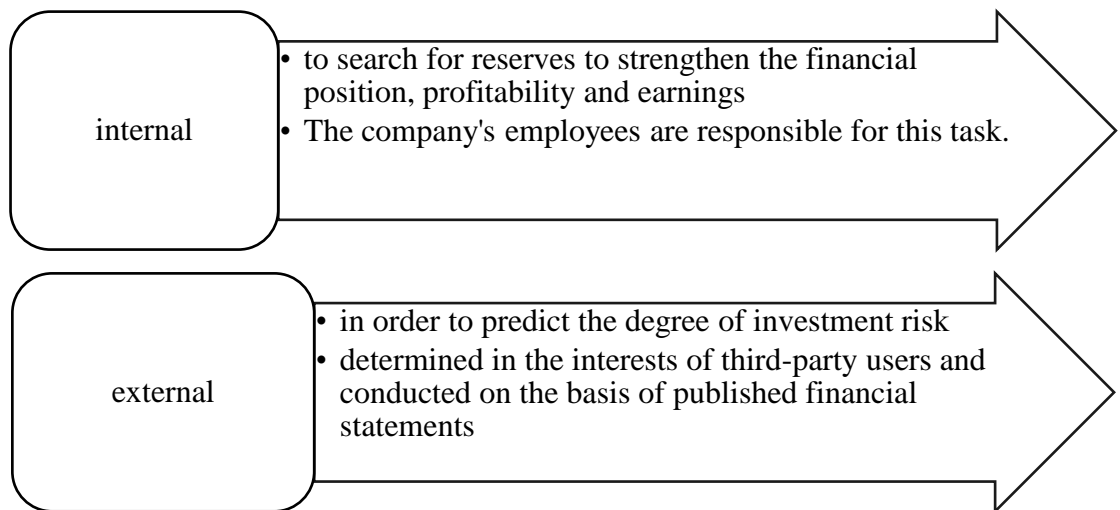 internal
• to search for reserves to strengthen the financial
position, profitability and earnings
• The company's employees are responsible for this task.
external
• in order to predict the degree of investment risk
• determined in the interests of third-party users and
conducted on the basis of published financial
statements